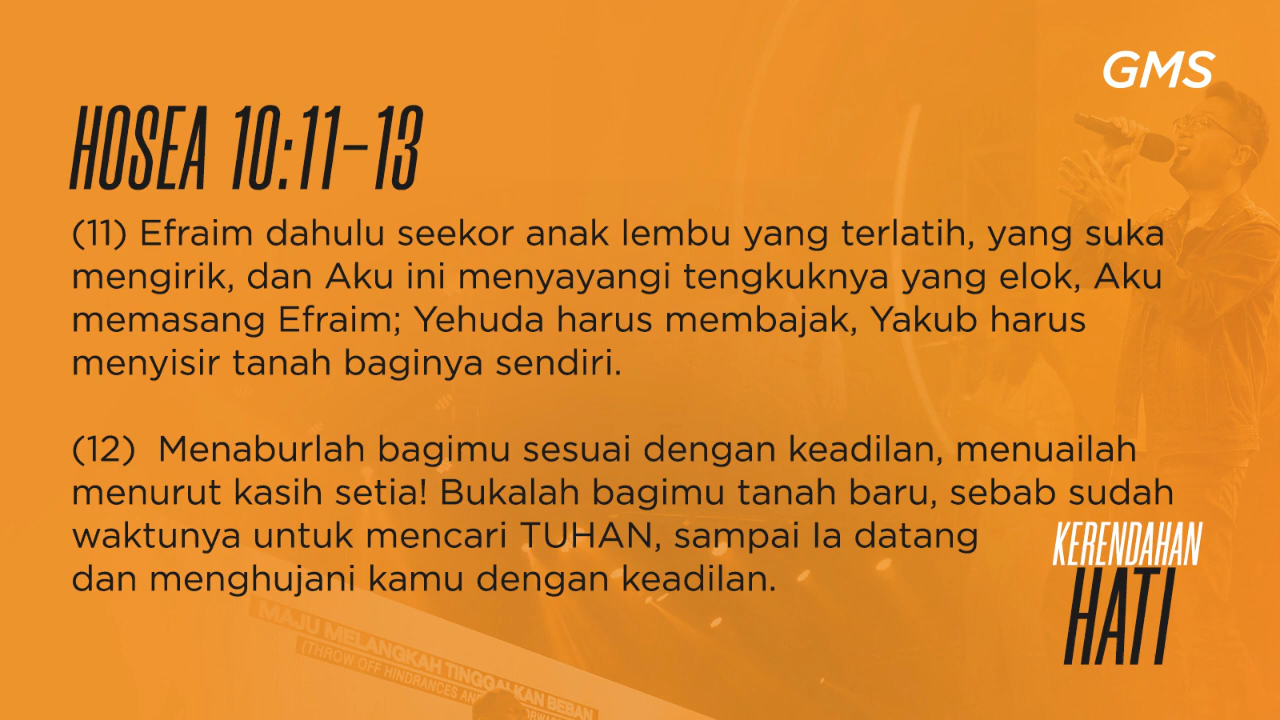 GMS
HOSEA 10:11-13
(11) Efraim dahulu seekor anak lembu yang terlatih, yang suka
mengirik, dan Aku ini menyayangi tengkuknya yang elok, Aku
memasang Efraim; Yehuda harus membajak, Yakub harus
menyisir tanah baginya sendiri.
(12)  Menaburlah bagimu sesuai dengan keadilan, menuailah
menurut kasih setia! Bukalah bagimu tanah baru, sebab sudah
waktunya untuk mencari TUHAN, sampai Ia datang
dan menghujani kamu dengan keadilan.
KERENDAHAN
HATI
MAJU MELANGKAH TINGGALKAN BEBAN
(THROW OFF HINDRANCES AND